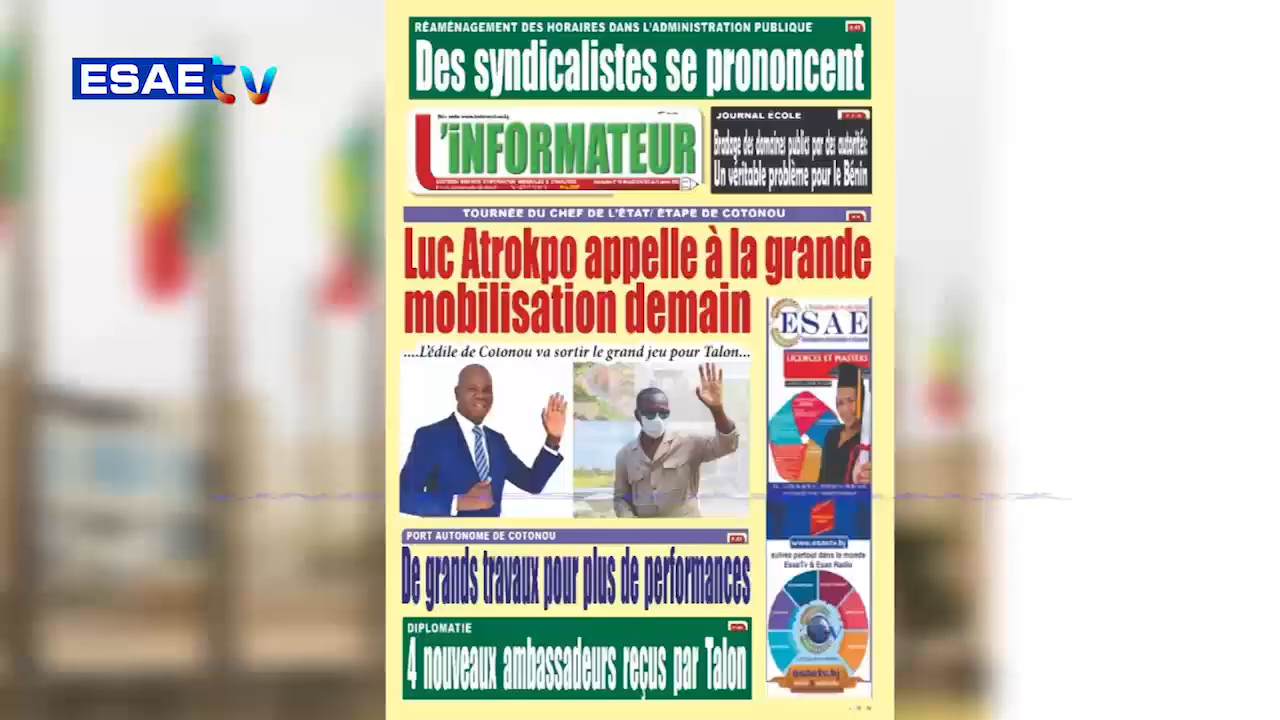 ESAE tv
RÉAMÉNAGEMENT DES HORAIRES DANS L'ADMINISTRATION PUBLIQUE
Des syndicalistes se prononcent
L'iNFORMATEUR
JOURNAL ÉCOLE
Bradage des domaines publics par des autorités
Un véritable problème pour le Bénin
TOURNÉE DU CHEF DE L'ÉTAT/ ÉTAPE DE COTONOU
Luc Atrokpo appelle à la grande
mobilisation demain
....L'édile de Cotonou va sortir le grand jeu pour Talon...
ESAE
LICENCES ET MASTERS
PORT AUTONOME DE COTONOU
De grands travaux pour plus de performances
www.esaetv.bj
suivez partout dans le monde
EsaeTv & Esae Radio
DIPLOMATIE
4 nouveaux ambassadeurs reçus par Talon
esaetv.bj